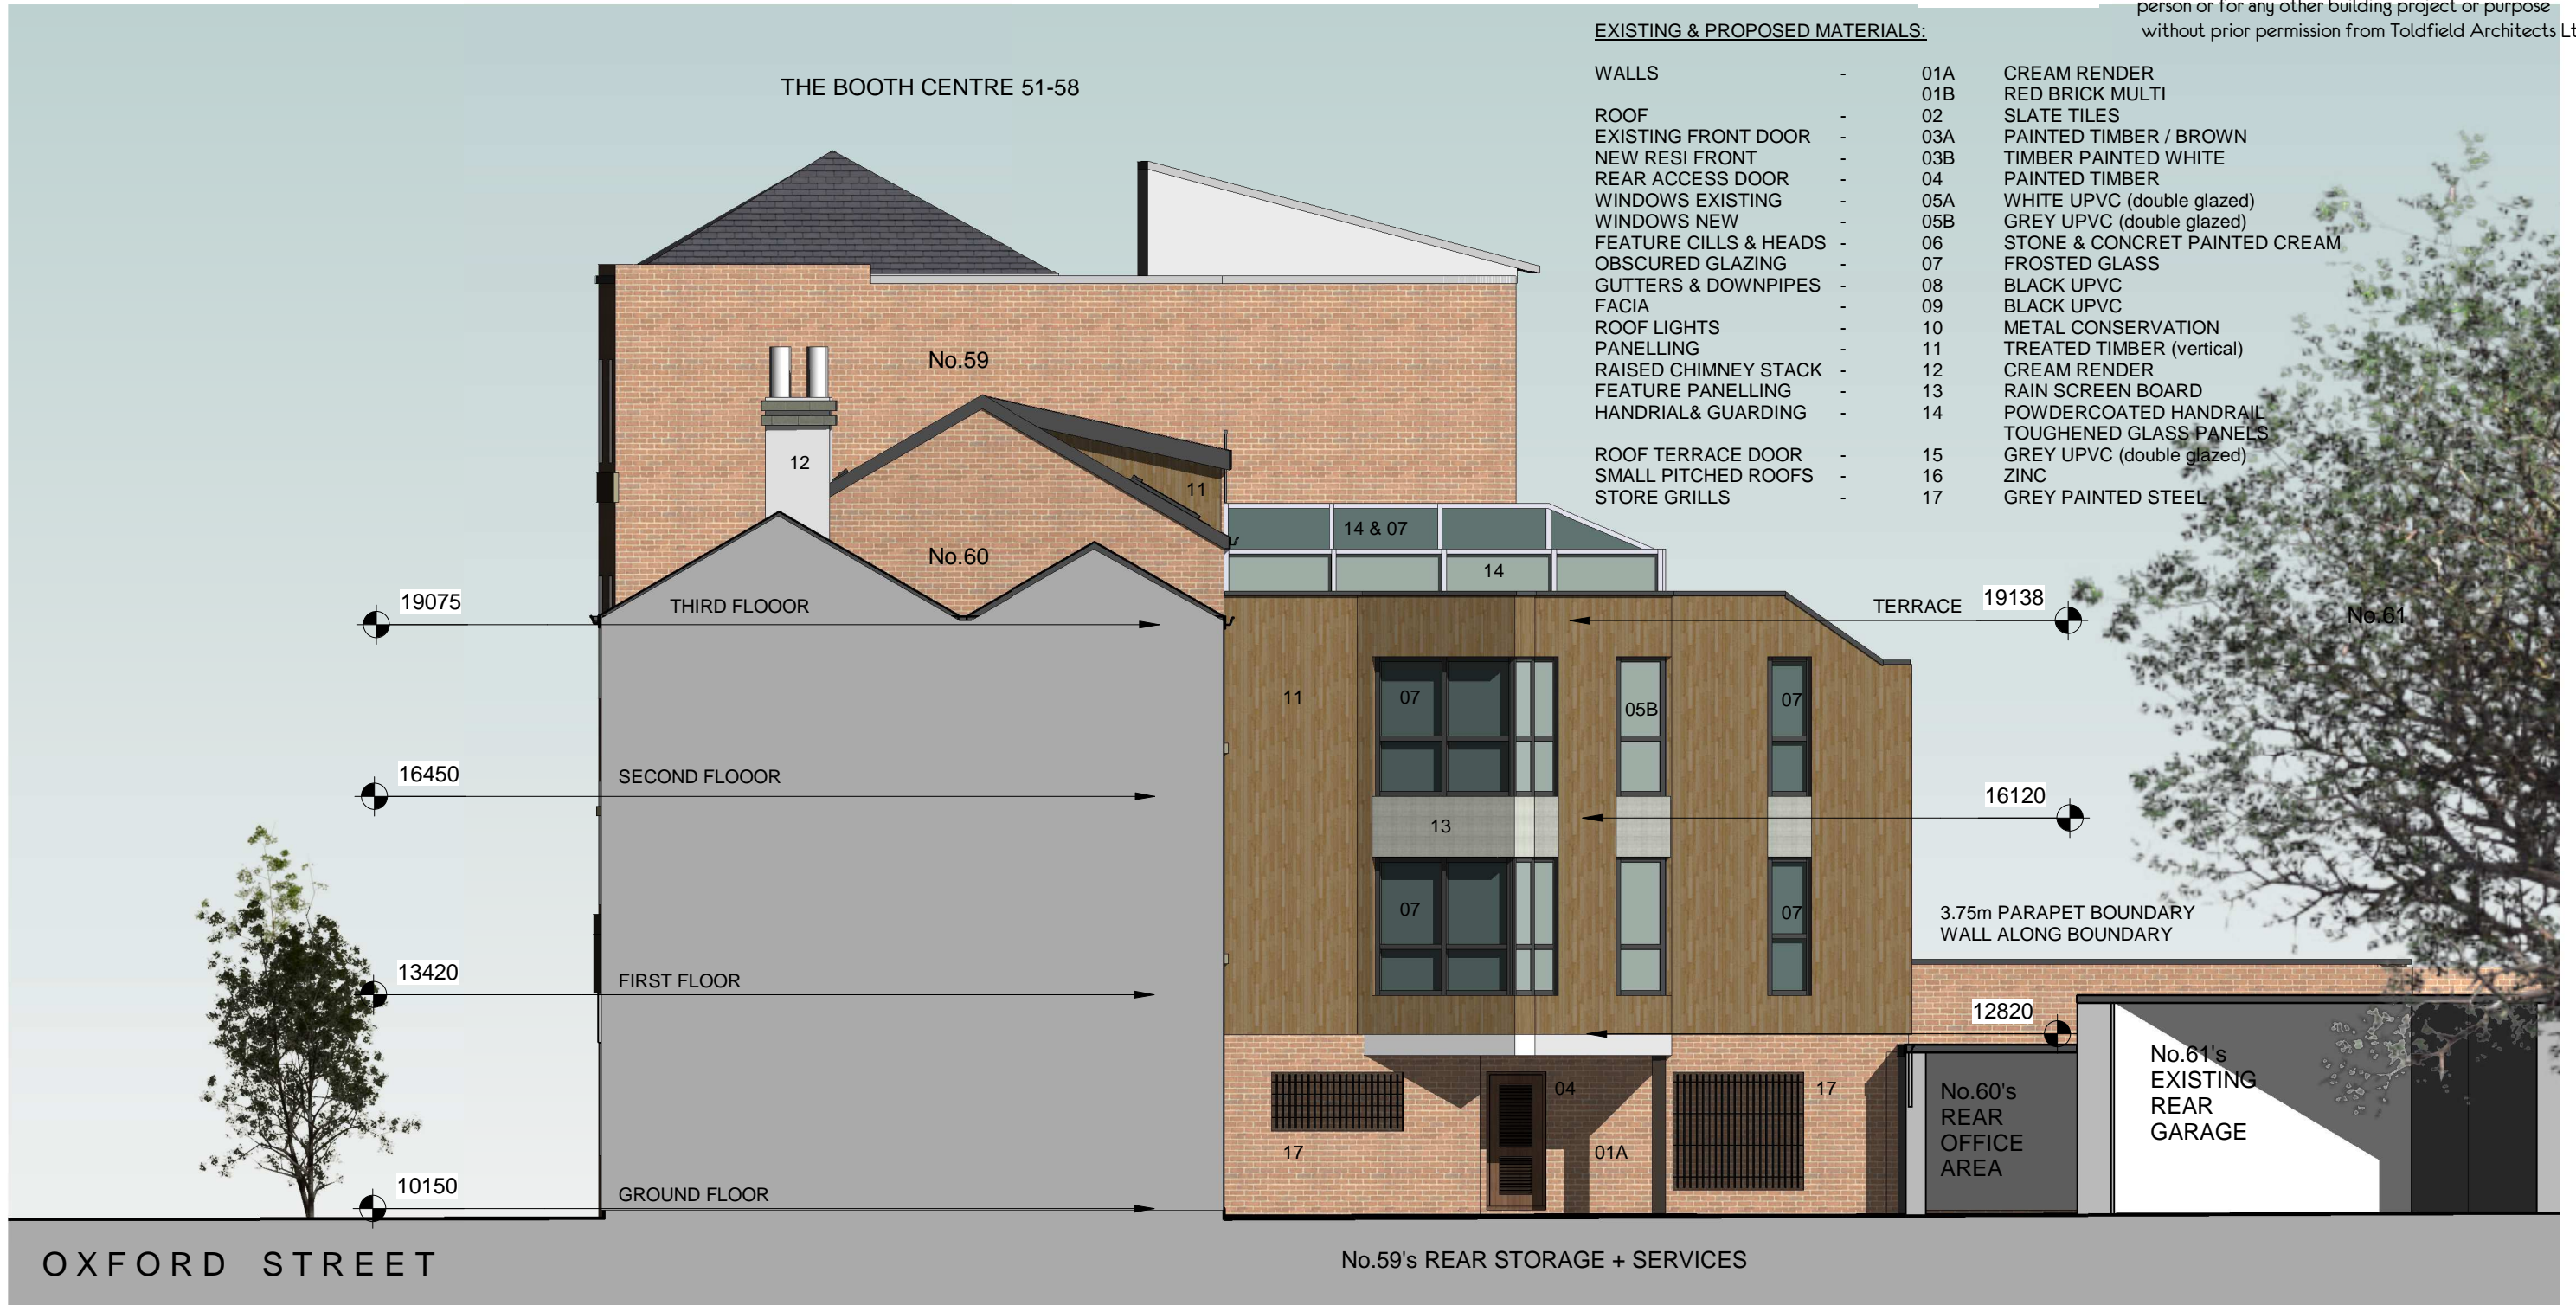 person or for any other building project or purpose
without prior permission from Toldfield Architects Lt
EXISTING & PROPOSED MATERIALS:
WALLS - 01A CREAM RENDER
01B RED BRICK MULTI
ROOF - 02 SLATE TILES
EXISTING FRONT DOOR - 03A PAINTED TIMBER / BROWN
NEW RESI FRONT - 03B TIMBER PAINTED WHITE
REAR ACCESS DOOR - 04 PAINTED TIMBER
WINDOWS EXISTING - 05A WHITE UPVC (double glazed)
WINDOWS NEW - 05B GREY UPVC (double glazed)
FEATURE CILLS & HEADS - 06 STONE & CONCRET PAINTED CREAM
OBSCURED GLAZING - 07 FROSTED GLASS
GUTTERS & DOWNPIPES - 08 BLACK UPVC
FACIA - 09 BLACK UPVC
ROOF LIGHTS - 10 METAL CONSERVATION
PANELLING - 11 TREATED TIMBER (vertical)
RAISED CHIMNEY STACK - 12 CREAM RENDER
FEATURE PANELLING - 13 RAIN SCREEN BOARD
HANDRIAL& GUARDING - 14 POWDERCOATED HANDRAIL
TOUGHENED GLASS PANELS
ROOF TERRACE DOOR - 15 GREY UPVC (double glazed)
SMALL PITCHED ROOFS - 16 ZINC
STORE GRILLS - 17 GREY PAINTED STEEL
THE BOOTH CENTRE 51-58
No.59
12
11
14 & 07
No.60
14
19075
THIRD FLOOOR
TERRACE
19138
No.61
11
07
05B
07
16450
SECOND FLOOOR
16120
13
07
07
3.75m PARAPET BOUNDARY
WALL ALONG BOUNDARY
13420
FIRST FLOOR
12820
04
17
17
01A
No.60's
REAR
OFFICE
AREA
No.61's
EXISTING
REAR
GARAGE
10150
GROUND FLOOR
OXFORD STREET
No.59's REAR STORAGE + SERVICES